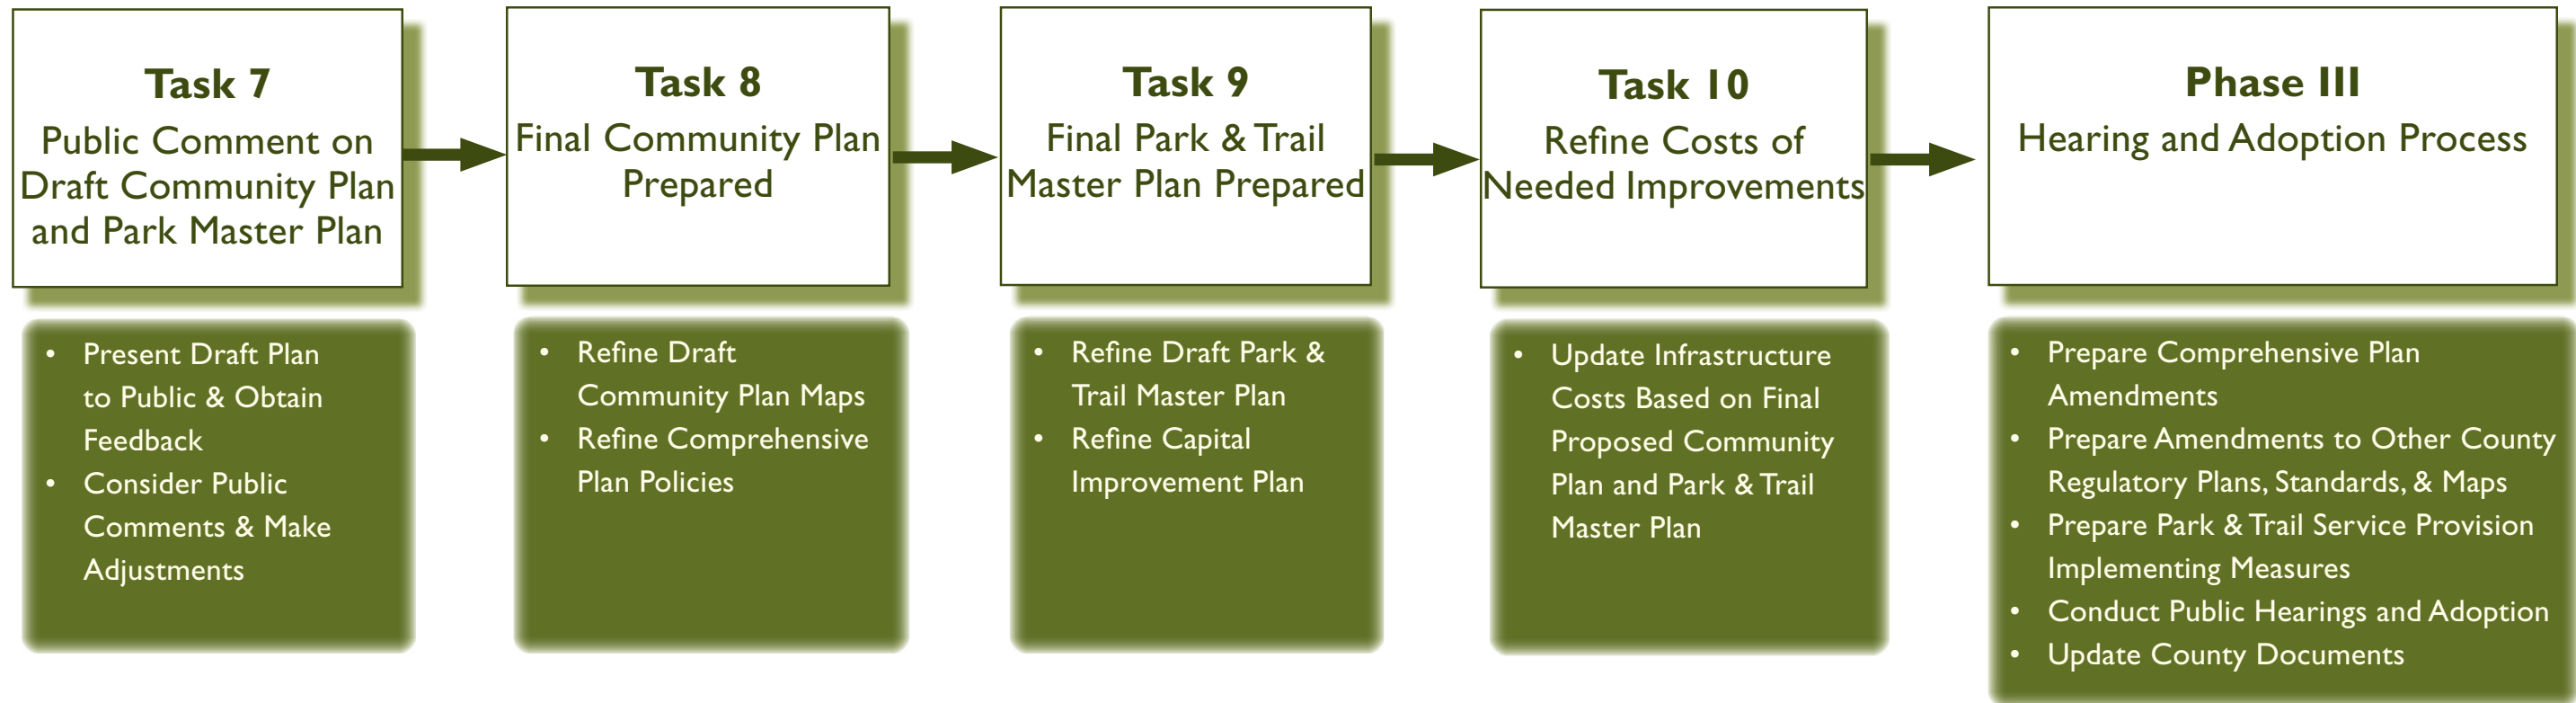 Task 7
Public Comment on
Draft Community Plan
and Park Master Plan
• Present Draft Plan
to Public & Obtain
Feedback
• Consider Public
Comments & Make
Adjustments
Task 8
Final Community Plan
Prepared
• Refine Draft
Community Plan Maps
• Refine Comprehensive
Plan Policies
Task 9
Final Park & Trail
Master Plan Prepared
• Refine Draft Park &
Trail Master Plan
• Refine Capital
Improvement Plan
Task 10
Refine Costs of
Needed Improvements
• Update Infrastructure
Costs Based on Final
Proposed Community
Plan and Park & Trail
Master Plan
Phase III
Hearing and Adoption Process
• Prepare Comprehensive Plan
Amendments
• Prepare Amendments to Other County
Regulatory Plans, Standards, & Maps
• Prepare Park & Trail Service Provision
Implementing Measures
• Conduct Public Hearings and Adoption
• Update County Documents